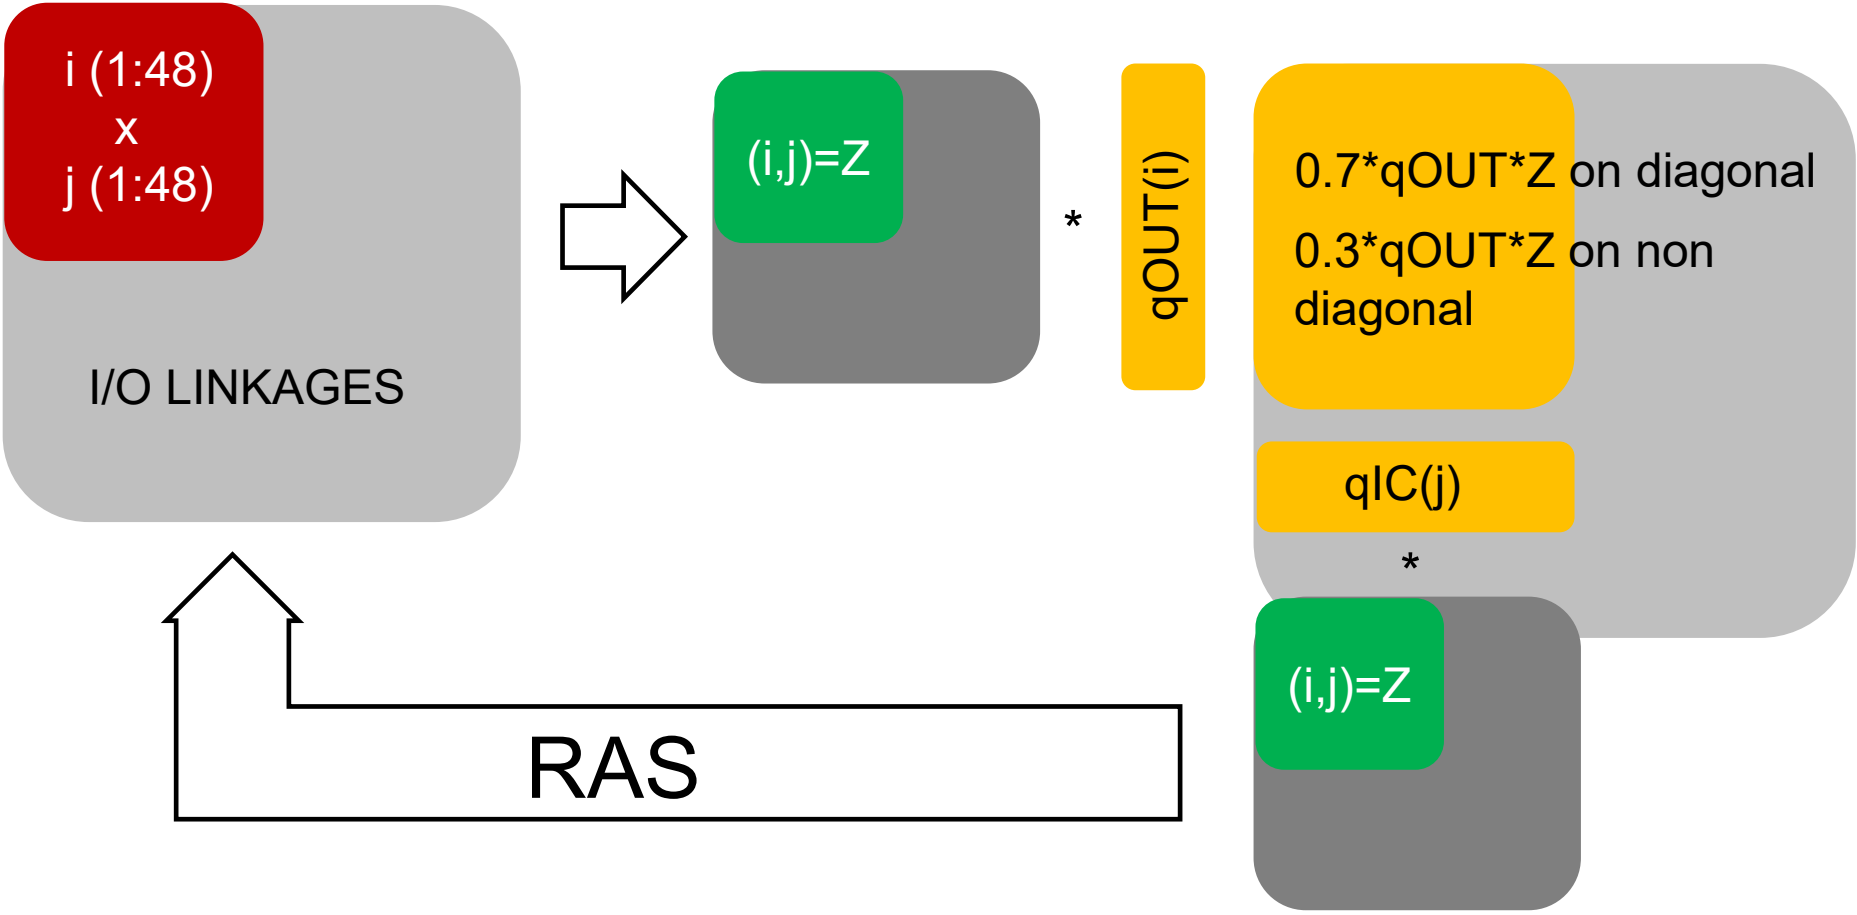 i (1:48)
x
j (1:48)
I/O LINKAGES
(i,j)=Z
*
qOUT(i)
0.7*qOUT*Z on diagonal
0.3*qOUT*Z on non
diagonal
qIC(j)
*
(i,j)=Z
RAS